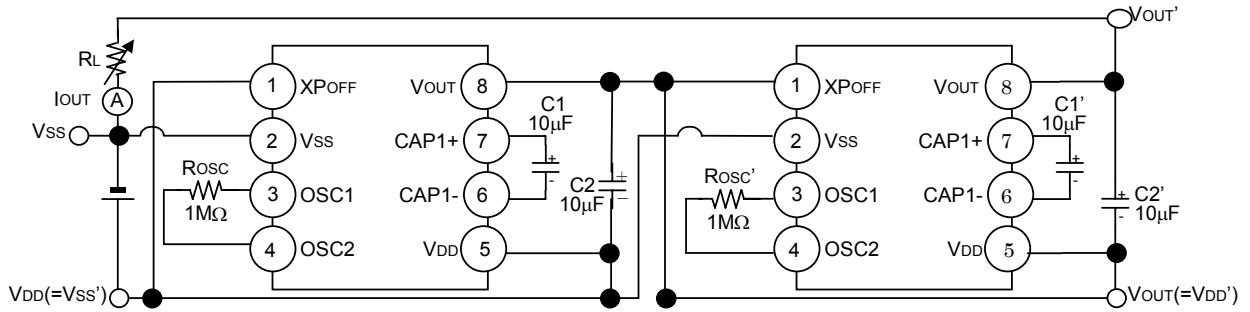 VOUT'
RL
IOUT
A
VSS
VDD(=VSS')
1
XPOFF
2
VSS
3
OSC1
4
OSC2
ROSC
1MΩ
VOUT
8
CAP1+
7
CAP1-
6
VDD
5
C1
10μF
+
-
C2
10μF
+
-
1
XPOFF
2
VSS
3
OSC1
4
OSC2
ROSC'
1MΩ
VOUT
8
CAP1+
7
CAP1-
6
VDD
5
C1'
10μF
+
-
C2'
10μF
+
-
VOUT(=VDD')